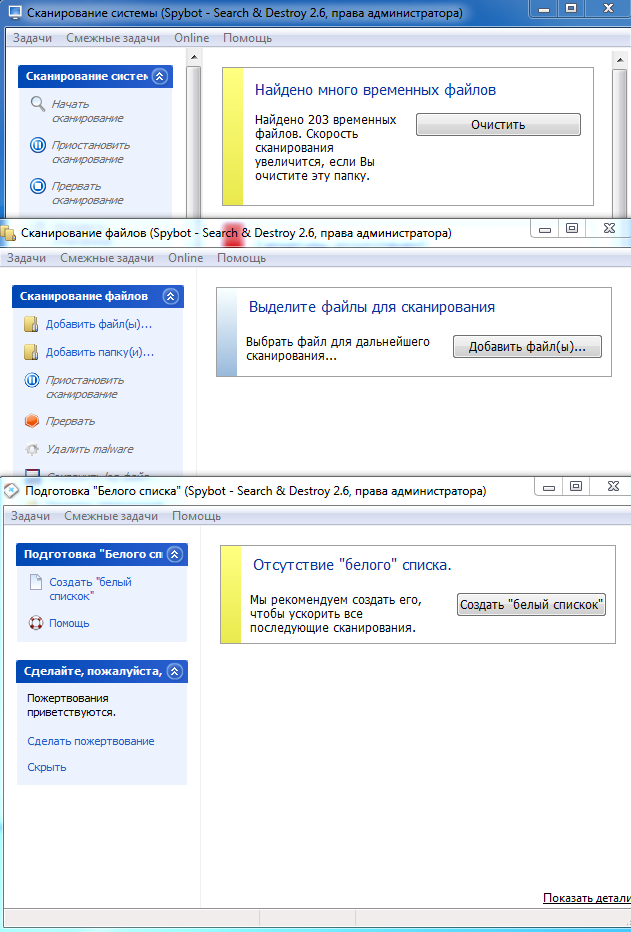 Сканирование системы (Spybot - Search & Destroy 2.6, права администратора)
Задачи Смежные задачи Online Помощь
Сканирование систем
Начать
сканирование
Приостановить
сканирование
Прервать
сканирование
Найдено много временных файлов
Найдено 203 временных
файлов. Скорость
сканирования
увеличится, если Вы
очистите эту папку.
Очистить
Сканирование файлов (Spybot - Search & Destroy 2.6, права администратора)
Задачи Смежные задачи Online Помощь
Сканирование файлов
Добавить файл(ы)...
Добавить папку(и)...
Приостановить
сканирование
Прервать
Удалить malware
Выделите файлы для сканирования
Выбрать файл для дальнейшего
сканирования...
Добавить файл(ы)...
Подготовка "Белого списка" (Spybot - Search & Destroy 2.6, права администратора)
Задачи Смежные задачи Помощь
Подготовка "Белого сп
Создать "белый
спискок"
Помощь
Сделайте, пожалуйста,
Пожертвования
приветствуются.
Сделать пожертвование
Скрыть
Отсутствие "белого" списка.
Мы рекомендуем создать его,
чтобы ускорить все
последующие сканирования.
Создать "белый спискок"
Показать детали